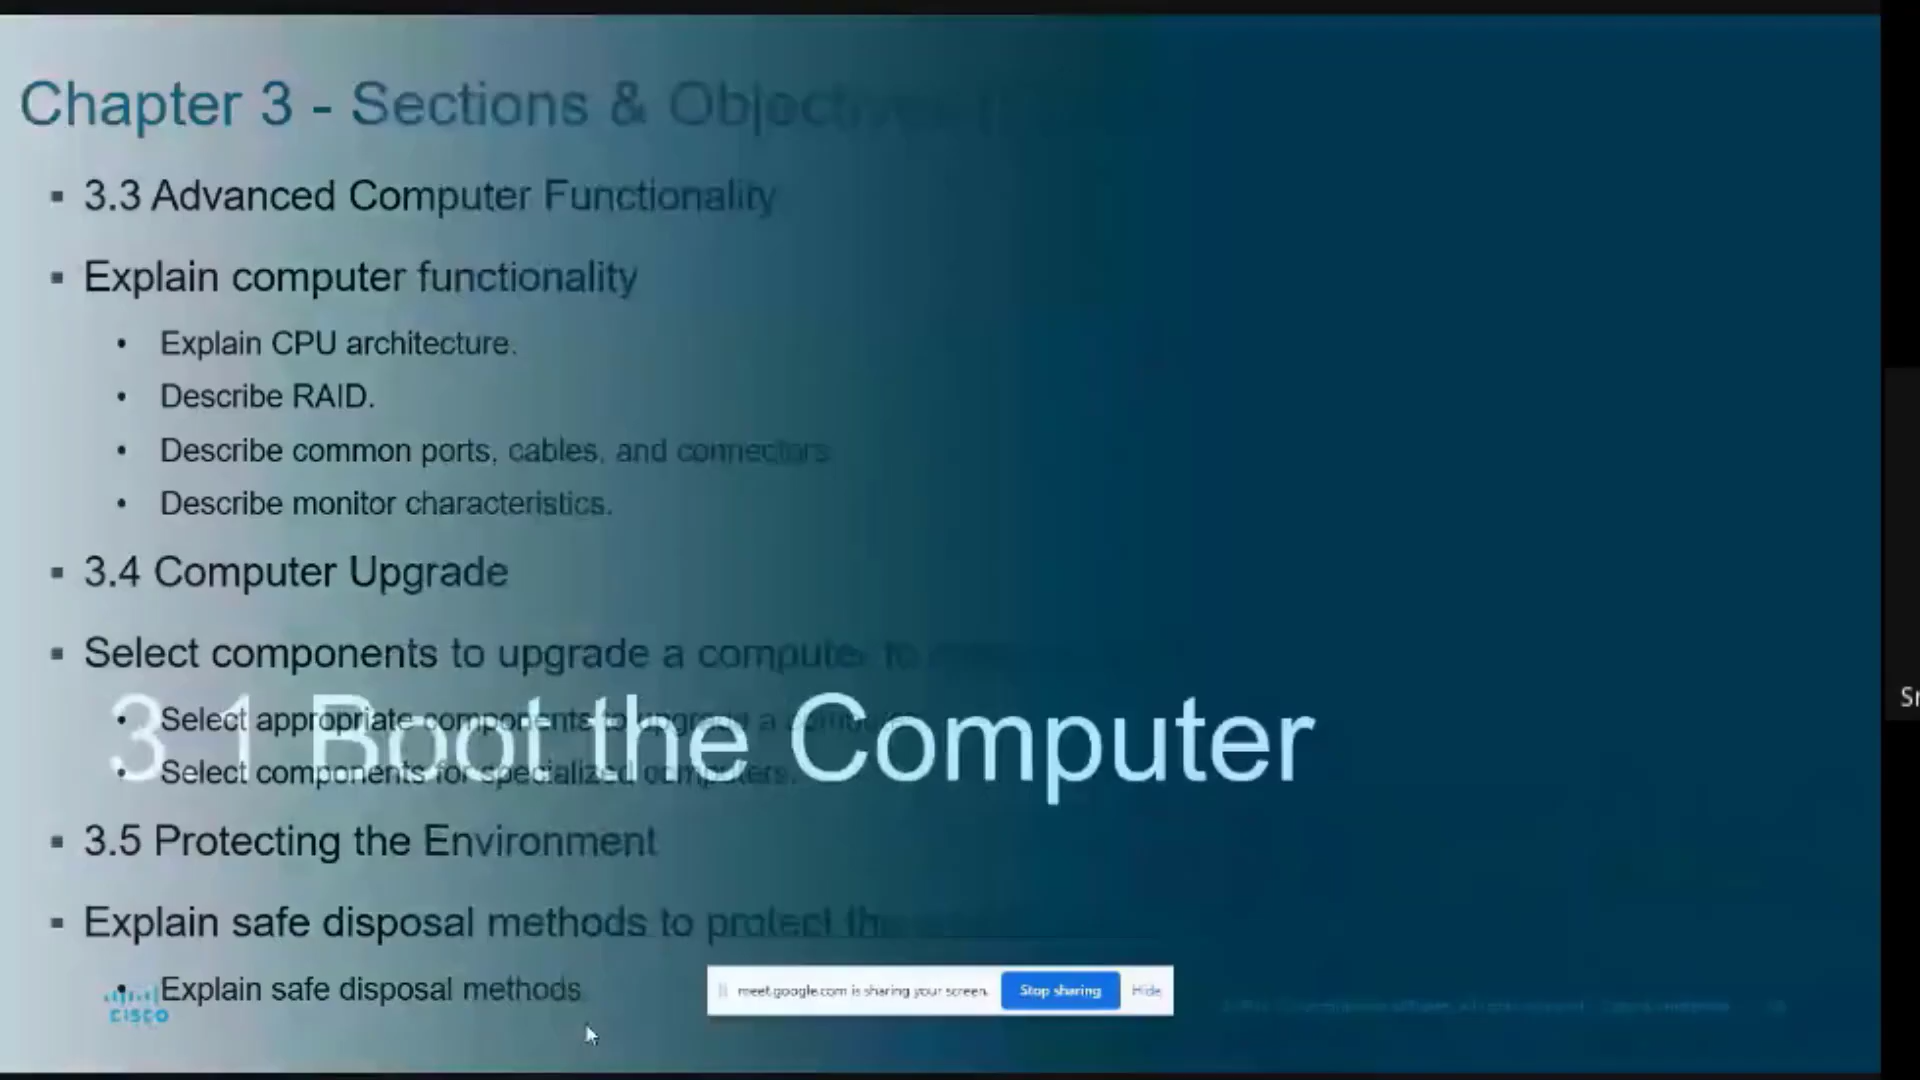 Chapter 3 - Sections & Objectives
3.3 Advanced Computer Functionality
Explain computer functionality
Explain CPU architecture.
Describe RAID.
Describe common ports, cables, and connectors
Describe monitor characteristics.
3.4 Computer Upgrade
Select components to upgrade a computer to
3.1 Boot the Computer
Select appropriate components to upgrade a computer
Select components for specialized computers.
3.5 Protecting the Environment
Explain safe disposal methods to protect the
Explain safe disposal methods.
CISCO
meet.google.com is sharing your screen.
Stop sharing
Hide